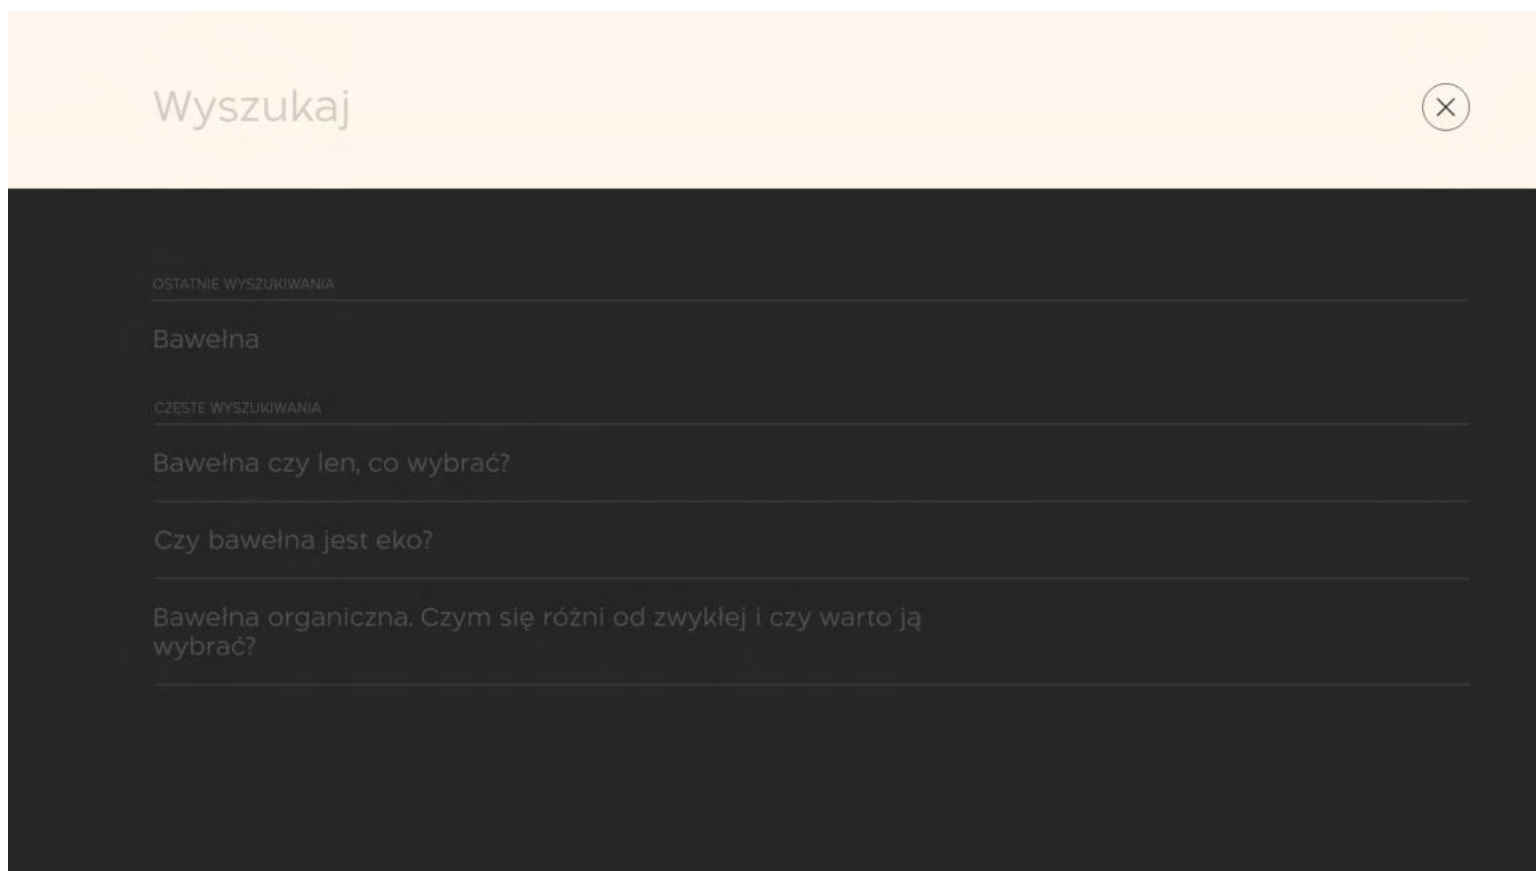 Wyszukaj
OSTATNIE WYSZUKIWANIA
Bawełna
CZĘSTE WYSZUKIWANIA
Bawełna czy len, co wybrać?
Czy bawełna jest eko?
Bawełna organiczna. Czym się różni od zwykłej i czy warto ją
wybrać?